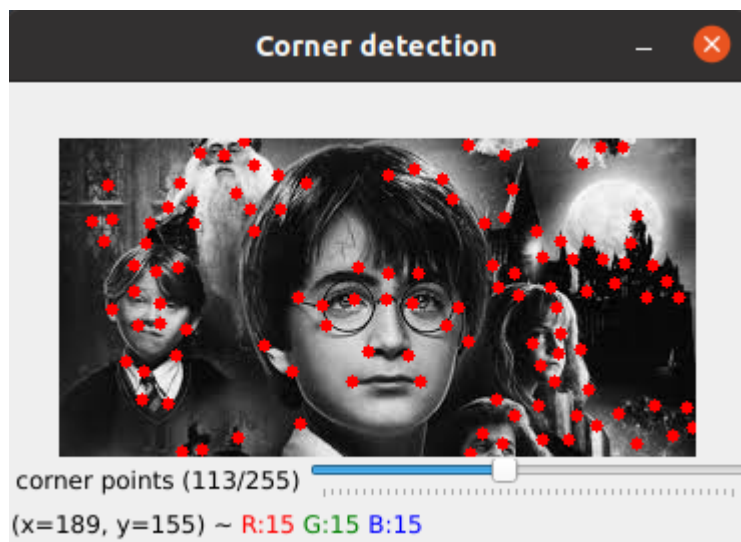 Corner detection
corner points (113/255)
(x=189, y=155) ~ R:15 G:15 B:15